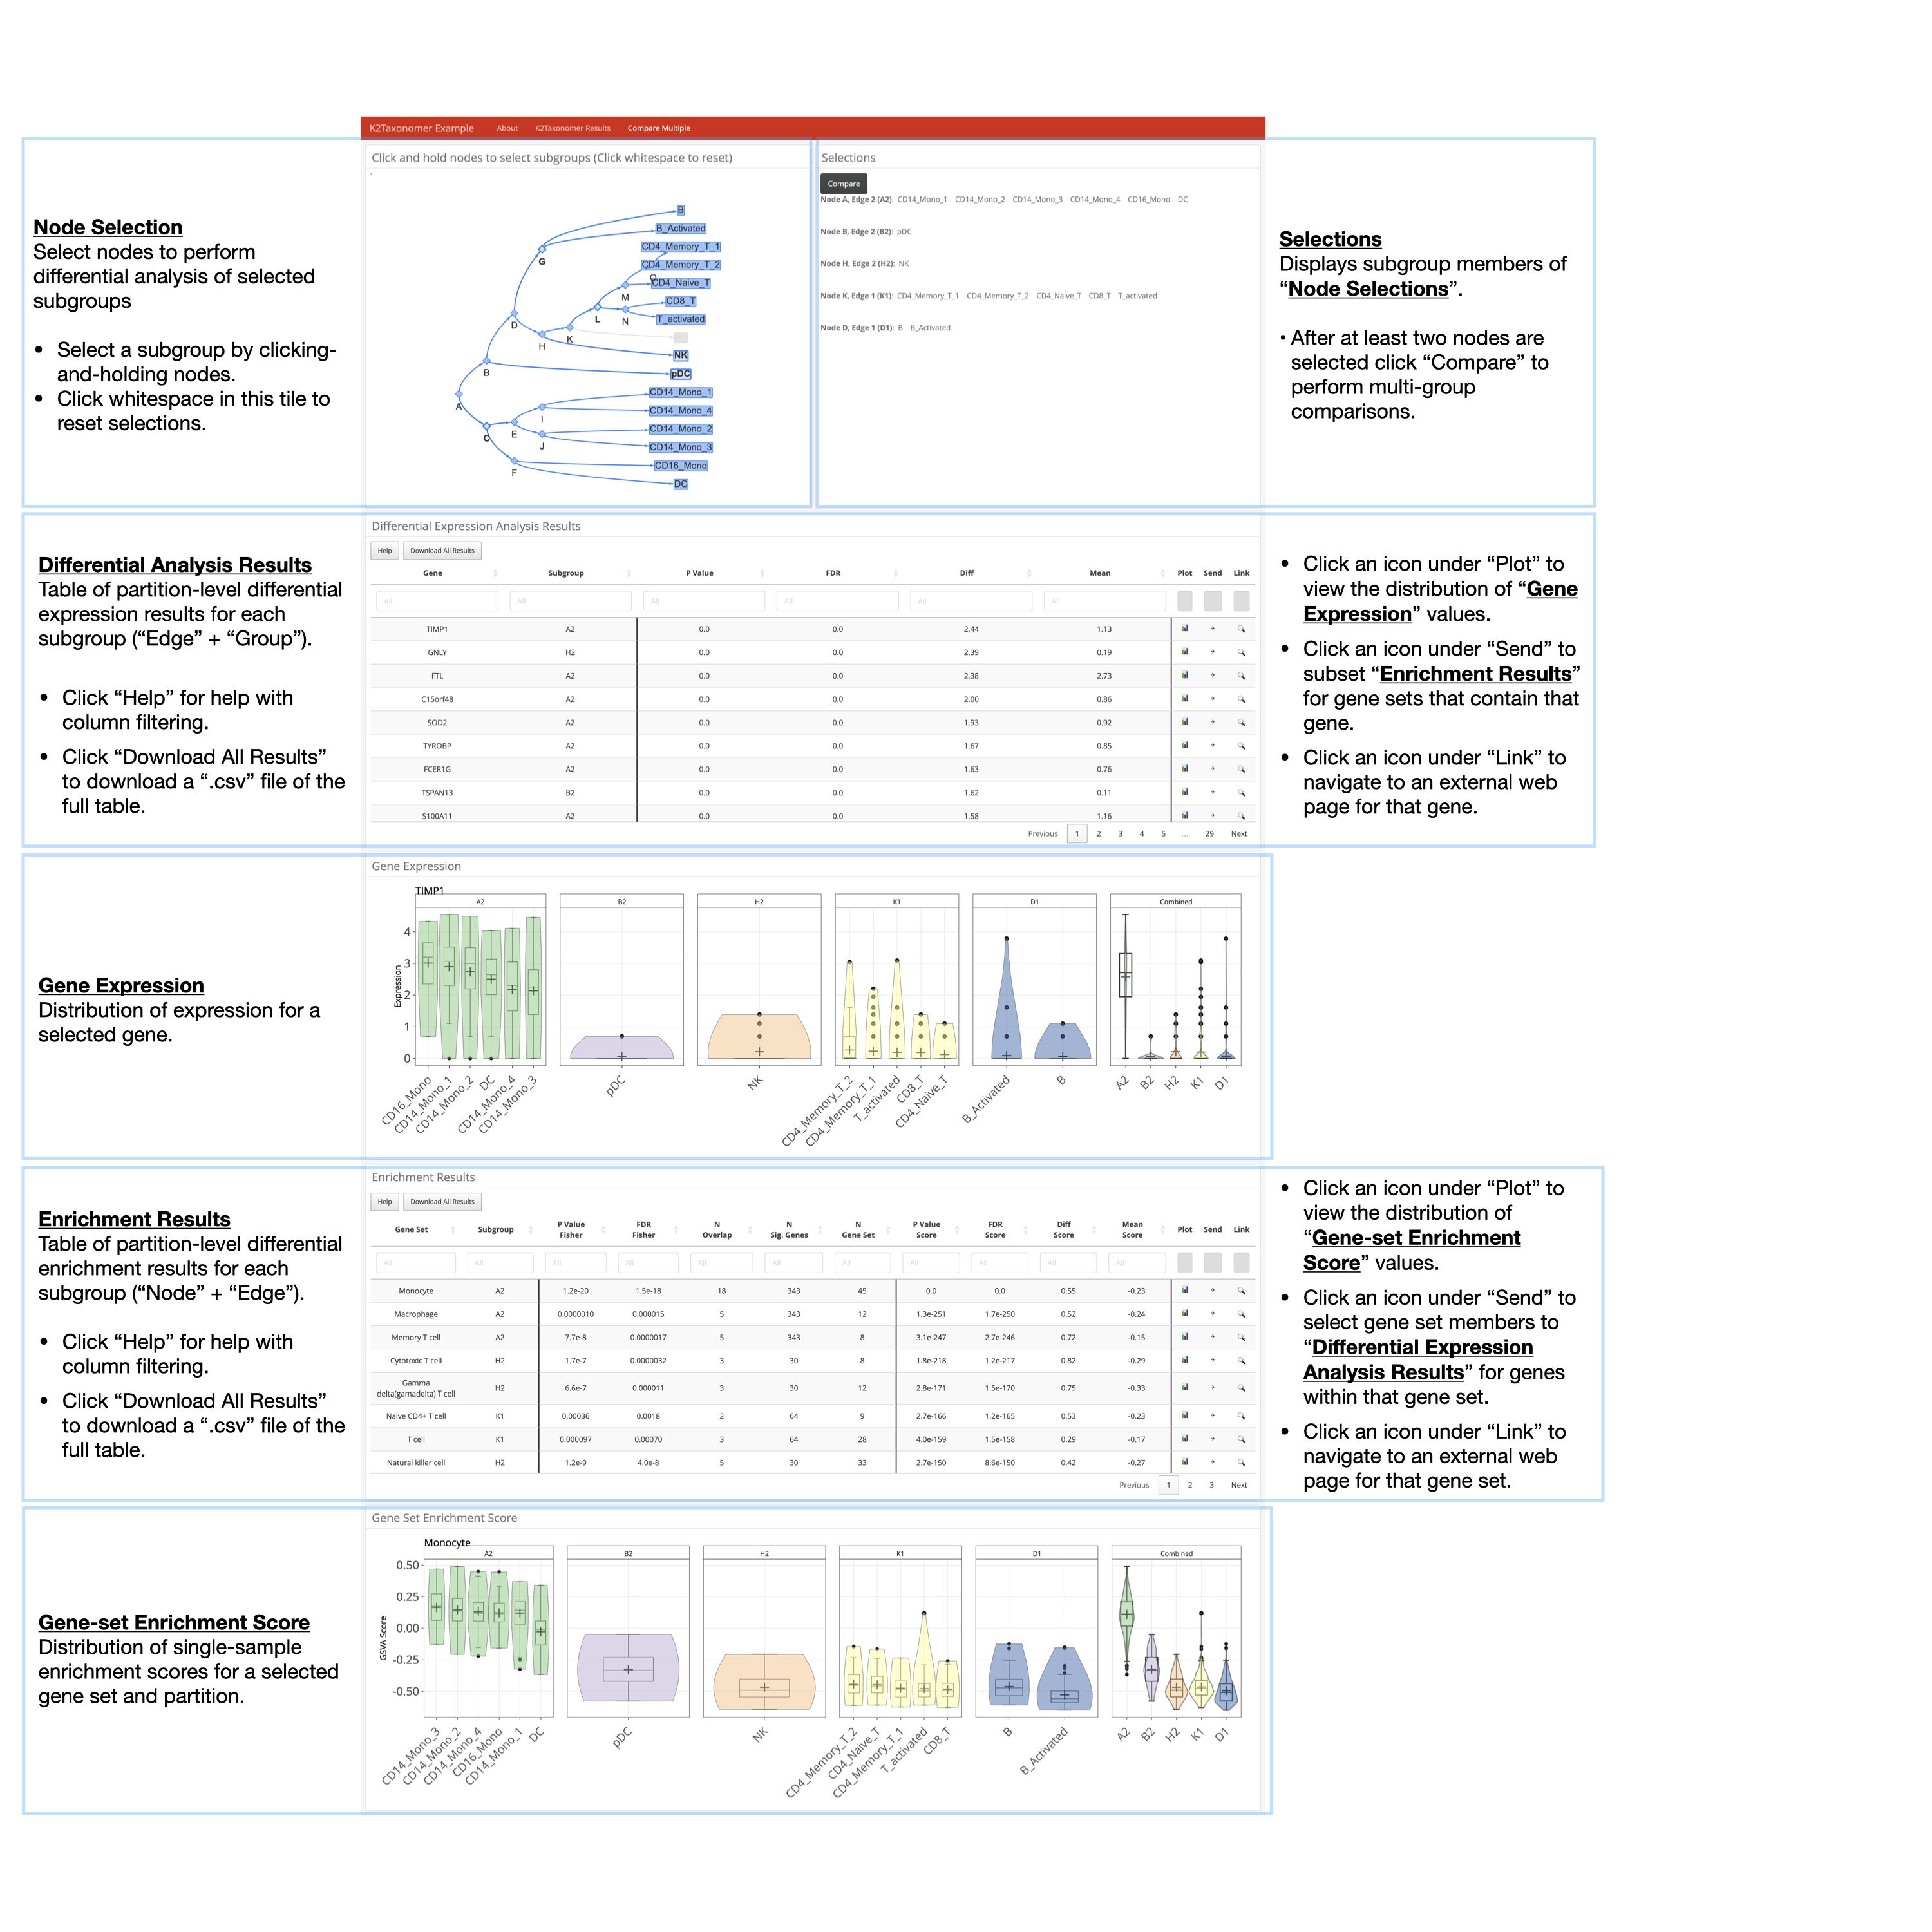 K2Taxonomer Example About K2Taxonomer Results Compare Multiple
Node Selection
Select nodes to perform
differential analysis of selected
subgroups
• Select a subgroup by clicking-
and-holding nodes.
• Click whitespace in this tile to
reset selections.
Click and hold nodes to select subgroups (Click whitespace to reset)
B
B_Activated
CD4_Memory_T_1
G
CD4_Memory_T_2
O
CD4_Naive_T
M
CD8_T
D
L
N
T_activated
H
K
NK
B
pDC
A
CD14_Mono_1
I
CD14_Mono_4
C
E
CD14_Mono_2
J
CD14_Mono_3
F
CD16_Mono
DC
Selections
Compare
Node A, Edge 2 (A2): CD14_Mono_1 CD14_Mono_2 CD14_Mono_3 CD14_Mono_4 CD16_Mono DC
Node B, Edge 2 (B2): pDC
Node H, Edge 2 (H2): NK
Node K, Edge 1 (K1): CD4_Memory_T_1 CD4_Memory_T_2 CD4_Naive_T CD8_T T_activated
Node D, Edge 1 (D1): B B_Activated
Selections
Displays subgroup members of
“Node Selections”.
• After at least two nodes are
selected click “Compare” to
perform multi-group
comparisons.
Differential Analysis Results
Table of partition-level differential
expression results for each
subgroup (“Edge” + “Group”).
• Click “Help” for help with
column filtering.
• Click “Download All Results”
to download a “.csv” file of the
full table.
Differential Expression Analysis Results
Help Download All Results
Gene Subgroup P Value FDR Diff Mean Plot Send Link
All All All All All All
TIMP1 A2 0.0 0.0 2.44 1.13
GNLY H2 0.0 0.0 2.39 0.19
FTL A2 0.0 0.0 2.38 2.73
C15orf48 A2 0.0 0.0 2.00 0.86
SOD2 A2 0.0 0.0 1.93 0.92
TYROBP A2 0.0 0.0 1.67 0.85
FCER1G A2 0.0 0.0 1.63 0.76
TSPAN13 B2 0.0 0.0 1.62 0.11
S100A11 A2 0.0 0.0 1.58 1.16
Previous 1 2 3 4 5 ... 29 Next
• Click an icon under “Plot” to
view the distribution of “Gene
Expression” values.
• Click an icon under “Send” to
subset “Enrichment Results”
for gene sets that contain that
gene.
• Click an icon under “Link” to
navigate to an external web
page for that gene.
Gene Expression
Distribution of expression for a
selected gene.
Gene Expression
TIMP1
A2 B2 H2 K1 D1 Combined
Expression
4
3
2
1
0
CD16_Mono CD14_Mono_1 CD14_Mono_2 DC CD14_Mono_4 CD14_Mono_3 pDC NK CD4_Memory_T_2 CD4_Memory_T_1 T_activated CD8_T CD4_Naive_T B_Activated B A2 B2 H2 K1 D1
Enrichment Results
Table of partition-level differential
enrichment results for each
subgroup (“Node” + “Edge”).
• Click “Help” for help with
column filtering.
• Click “Download All Results”
to download a “.csv” file of the
full table.
Enrichment Results
Help Download All Results
Gene Set Subgroup P Value Fisher FDR Fisher N Overlap N Sig. Genes N Gene Set P Value Score FDR Score Diff Score Mean Score Plot Send Link
All All All All All All All All All All All
Monocyte A2 1.2e-20 1.5e-18 18 343 45 0.0 0.0 0.55 -0.23
Macrophage A2 0.0000010 0.000015 5 343 12 1.3e-251 1.7e-250 0.52 -0.24
Memory T cell A2 7.7e-8 0.0000017 5 343 8 3.1e-247 2.7e-246 0.72 -0.15
Cytotoxic T cell H2 1.7e-7 0.0000032 3 30 8 1.8e-218 1.2e-217 0.82 -0.29
Gamma delta(gamadelta) T cell H2 6.6e-7 0.000011 3 30 12 2.8e-171 1.5e-170 0.75 -0.33
Naive CD4+ T cell K1 0.00036 0.0018 2 64 9 2.7e-166 1.2e-165 0.53 -0.23
T cell K1 0.000097 0.00070 3 64 28 4.0e-159 1.5e-158 0.29 -0.17
Natural killer cell H2 1.2e-9 4.0e-8 5 30 33 2.7e-150 8.6e-150 0.42 -0.27
Previous 1 2 3 Next
• Click an icon under “Plot” to
view the distribution of
“Gene-set Enrichment
Score” values.
• Click an icon under “Send” to
select gene set members to
“Differential Expression
Analysis Results” for genes
within that gene set.
• Click an icon under “Link” to
navigate to an external web
page for that gene set.
Gene-set Enrichment Score
Distribution of single-sample
enrichment scores for a selected
gene set and partition.
Gene Set Enrichment Score
Monocyte
A2 B2 H2 K1 D1 Combined
GSVA Score
0.50
0.25
0.00
-0.25
-0.50
CD14_Mono_3 CD14_Mono_2 CD14_Mono_4 CD16_Mono CD14_Mono_1 DC pDC NK CD4_Memory_T_2 CD4_Naive_T CD4_Memory_T_1 T_activated CD8_T B B_Activated A2 B2 H2 K1 D1